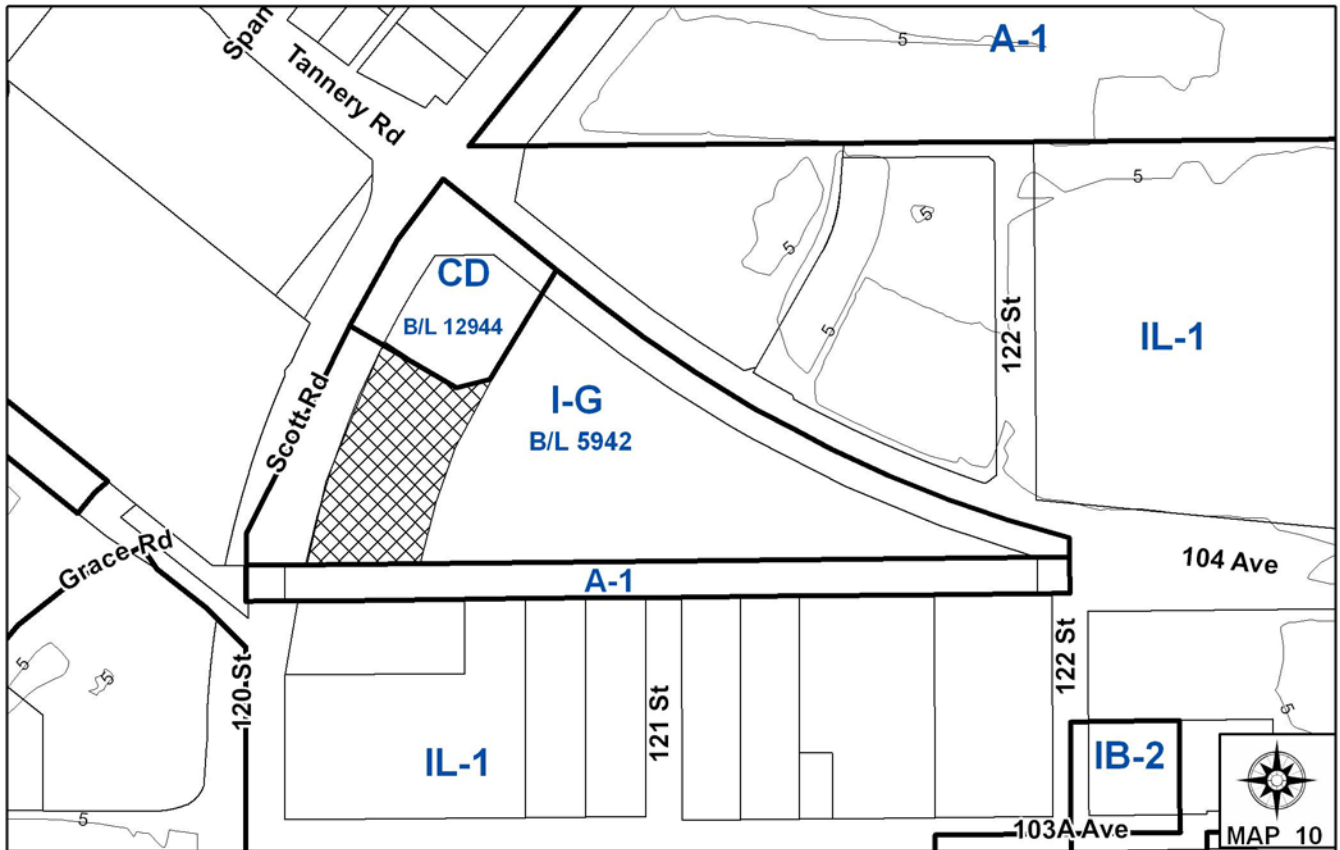 A-1
5
Span
Tannery Rd
5
CD
B/L 12944
5
5
122 St
IL-1
5
I-G
B/L 5942
Scott Rd
Grace Rd
104 Ave
A-1
5
5
120 St
121 St
122 St
IL-1
IB-2
5
5
103A Ave
MAP 10